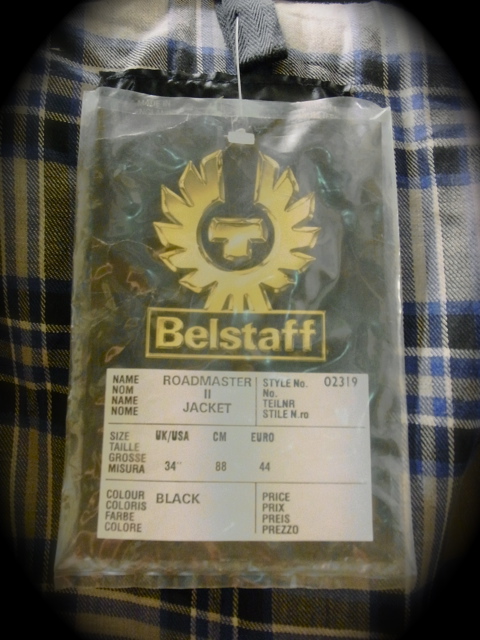 Belstaff
NAME ROADMASTER STYLE No. 02319
NOM II No.
NAME JACKET TEILNR
NOME STILE N.ro
SIZE UK/USA CM EURO
TAILLE
GROSSE
MISURA 34" 88 44
COLOUR BLACK PRICE
COLORIS PRIX
FARBE PREIS
COLORE PREZZO